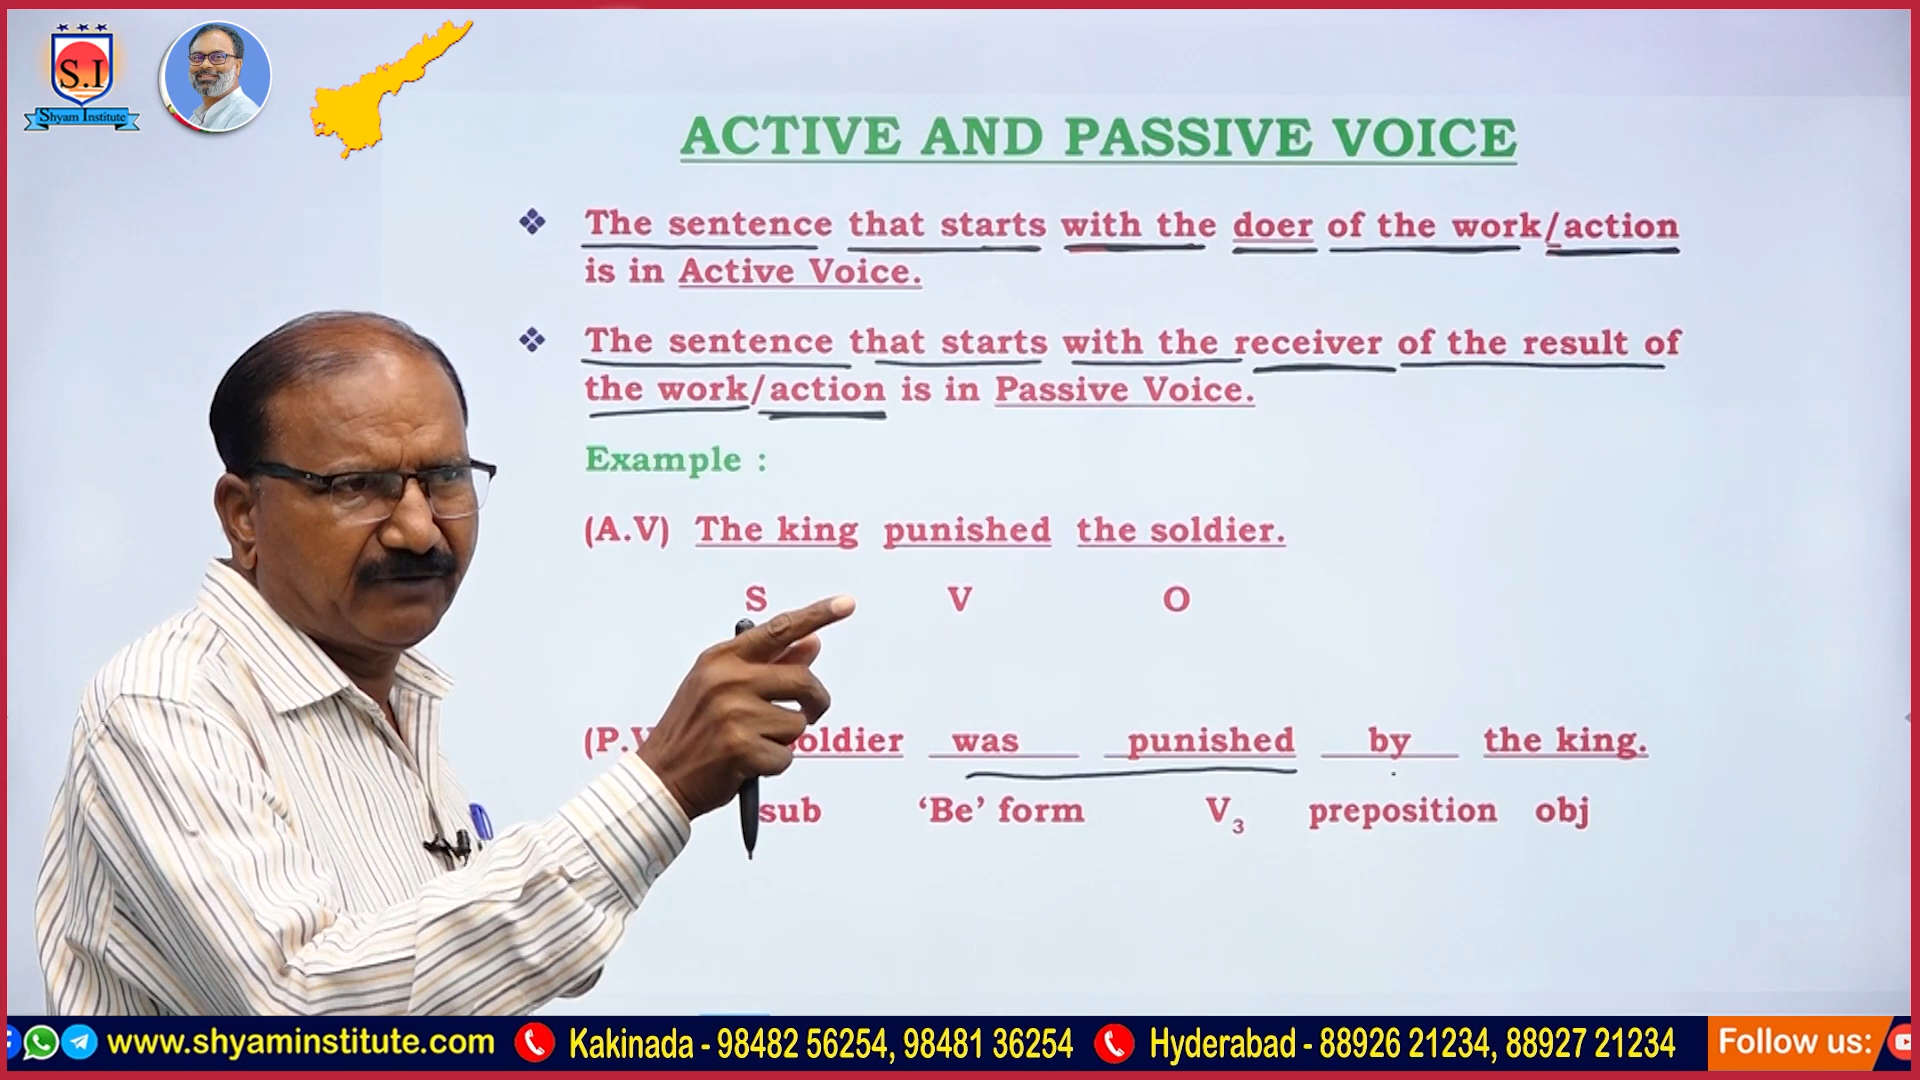 S.I
Shyam Institute
ACTIVE AND PASSIVE VOICE
❖ The sentence that starts with the doer of the work/action
is in Active Voice.
❖ The sentence that starts with the receiver of the result of
the work/action is in Passive Voice.
Example :
(A.V) The king punished the soldier.
S V O
(P.V soldier was punished by the king.
sub ‘Be’ form V₃ preposition obj
www.shyaminstitute.com Kakinada - 98482 56254, 98481 36254 Hyderabad - 88926 21234, 88927 21234 Follow us: